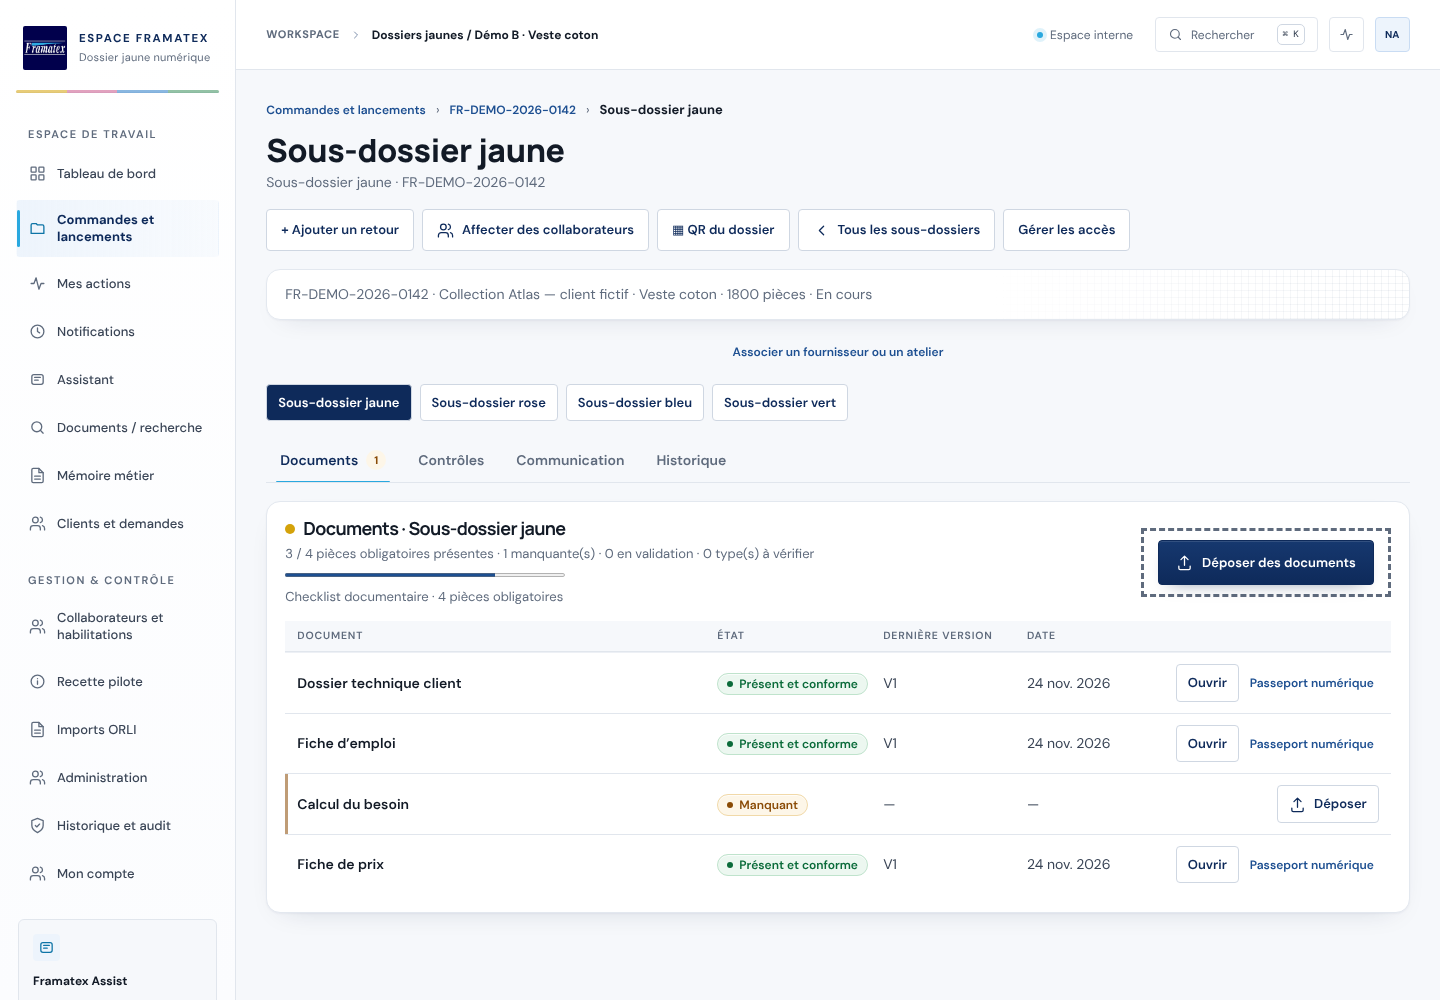 Framatex
ESPACE FRAMATEX
Dossier jaune numérique
ESPACE DE TRAVAIL
Tableau de bord
Commandes et
lancements
Mes actions
Notifications
Assistant
Documents / recherche
Mémoire métier
Clients et demandes
GESTION & CONTRÔLE
Collaborateurs et
habilitations
Recette pilote
Imports ORLI
Administration
Historique et audit
Mon compte
Framatex Assist
WORKSPACE > Dossiers jaunes / Démo B · Veste coton
Espace interne
Rechercher ⌘ K
NA
Commandes et lancements › FR-DEMO-2026-0142 › Sous-dossier jaune
Sous-dossier jaune
Sous-dossier jaune · FR-DEMO-2026-0142
+ Ajouter un retour
Affecter des collaborateurs
▦ QR du dossier
Tous les sous-dossiers
Gérer les accès
FR-DEMO-2026-0142 · Collection Atlas — client fictif · Veste coton · 1800 pièces · En cours
Associer un fournisseur ou un atelier
Sous-dossier jaune
Sous-dossier rose
Sous-dossier bleu
Sous-dossier vert
Documents 1
Contrôles
Communication
Historique
Documents · Sous-dossier jaune
3 / 4 pièces obligatoires présentes · 1 manquante(s) · 0 en validation · 0 type(s) à vérifier
Checklist documentaire · 4 pièces obligatoires
Déposer des documents
DOCUMENT ÉTAT DERNIÈRE VERSION DATE
Dossier technique client Présent et conforme V1 24 nov. 2026 Ouvrir Passeport numérique
Fiche d’emploi Présent et conforme V1 24 nov. 2026 Ouvrir Passeport numérique
Calcul du besoin Manquant — — Déposer
Fiche de prix Présent et conforme V1 24 nov. 2026 Ouvrir Passeport numérique